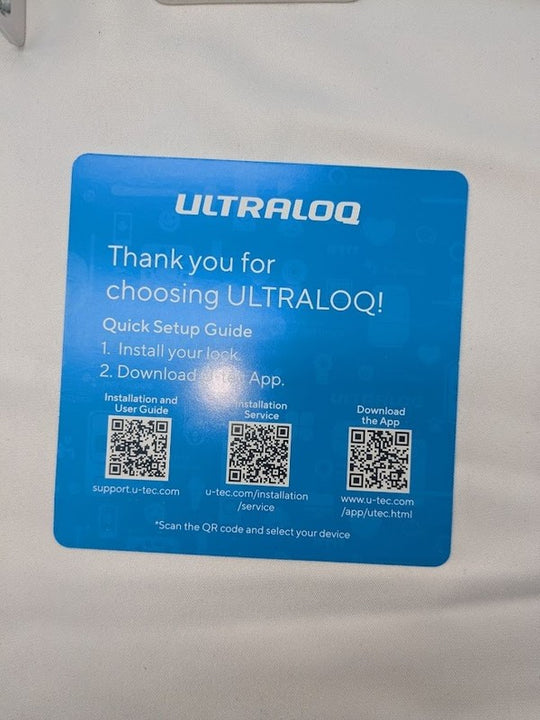 ULTRALOQ
Thank you for
choosing ULTRALOQ!
Quick Setup Guide
1. Install your lock.
2. Download App.
Installation and
User Guide
support.u-tec.com
Installation
Service
u-tec.com/installation
/service
Download
the App
www.u-tec.com
/app/utec.html
*Scan the QR code and select your device